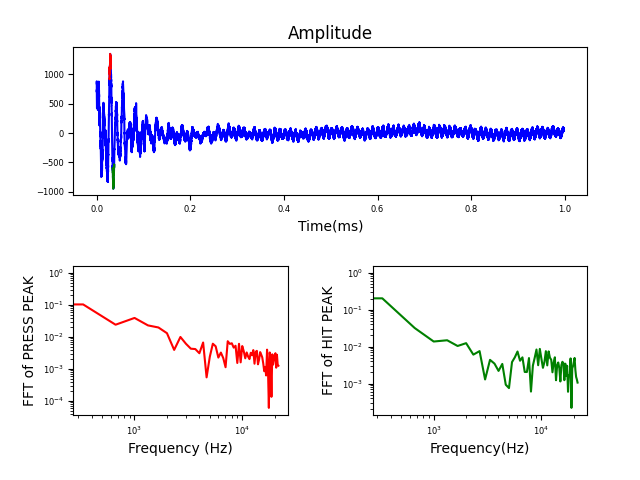 Amplitude
1000
500
0
−500
−1000
0.0 0.2 0.4 0.6 0.8 1.0
Time(ms)
FFT of PRESS PEAK
10⁰
10⁻¹
10⁻²
10⁻³
10⁻⁴
10³ 10⁴
Frequency (Hz)
FFT of HIT PEAK
10⁰
10⁻¹
10⁻²
10⁻³
10³ 10⁴
Frequency(Hz)